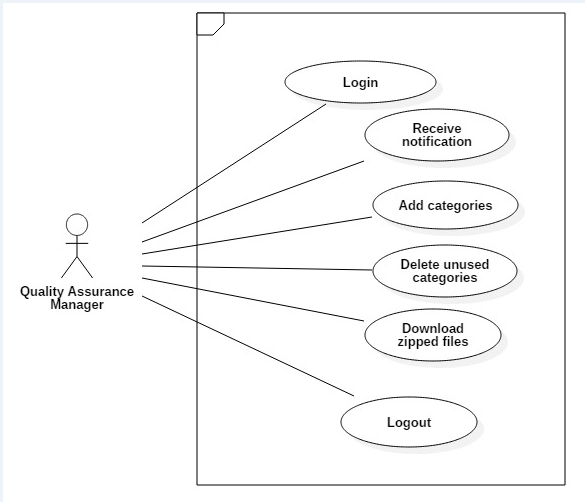 Login
Receive
notification
Add categories
Delete unused
categories
Download
zipped files
Logout
Quality Assurance
Manager